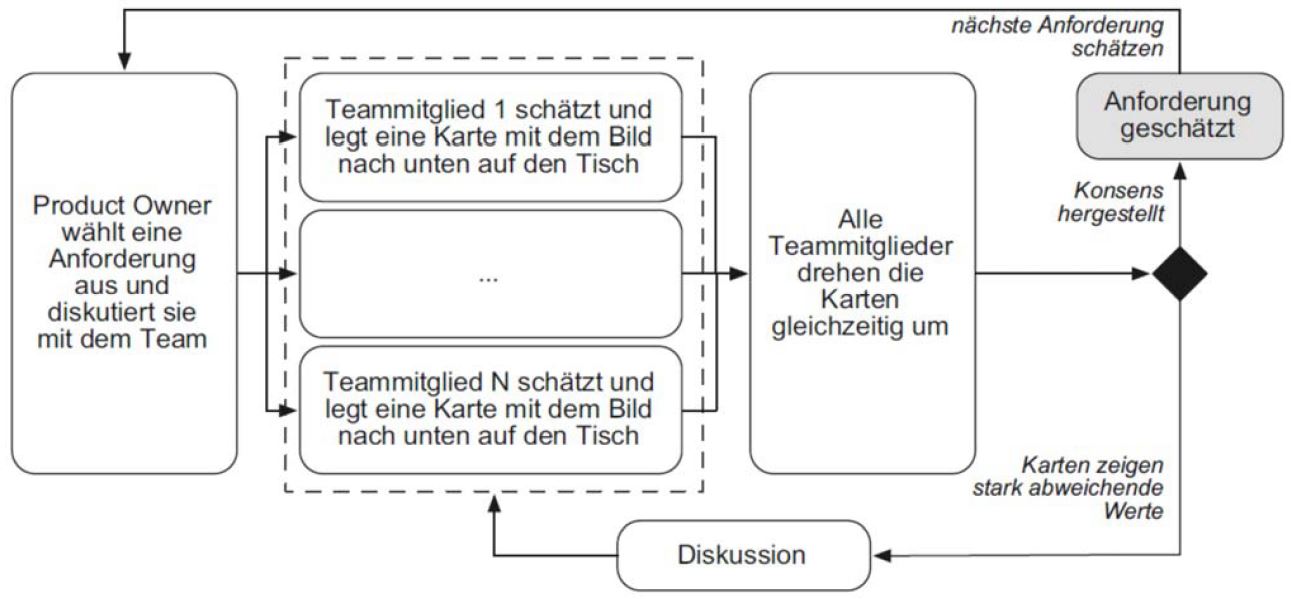 nächste Anforderung
schätzen
Product Owner
wählt eine
Anforderung
aus und
diskutiert sie
mit dem Team
Teammitglied 1 schätzt und
legt eine Karte mit dem Bild
nach unten auf den Tisch
...
Teammitglied N schätzt und
legt eine Karte mit dem Bild
nach unten auf den Tisch
Alle
Teammitglieder
drehen die
Karten
gleichzeitig um
Anforderung
geschätzt
Konsens
hergestellt
Karten zeigen
stark abweichende
Werte
Diskussion